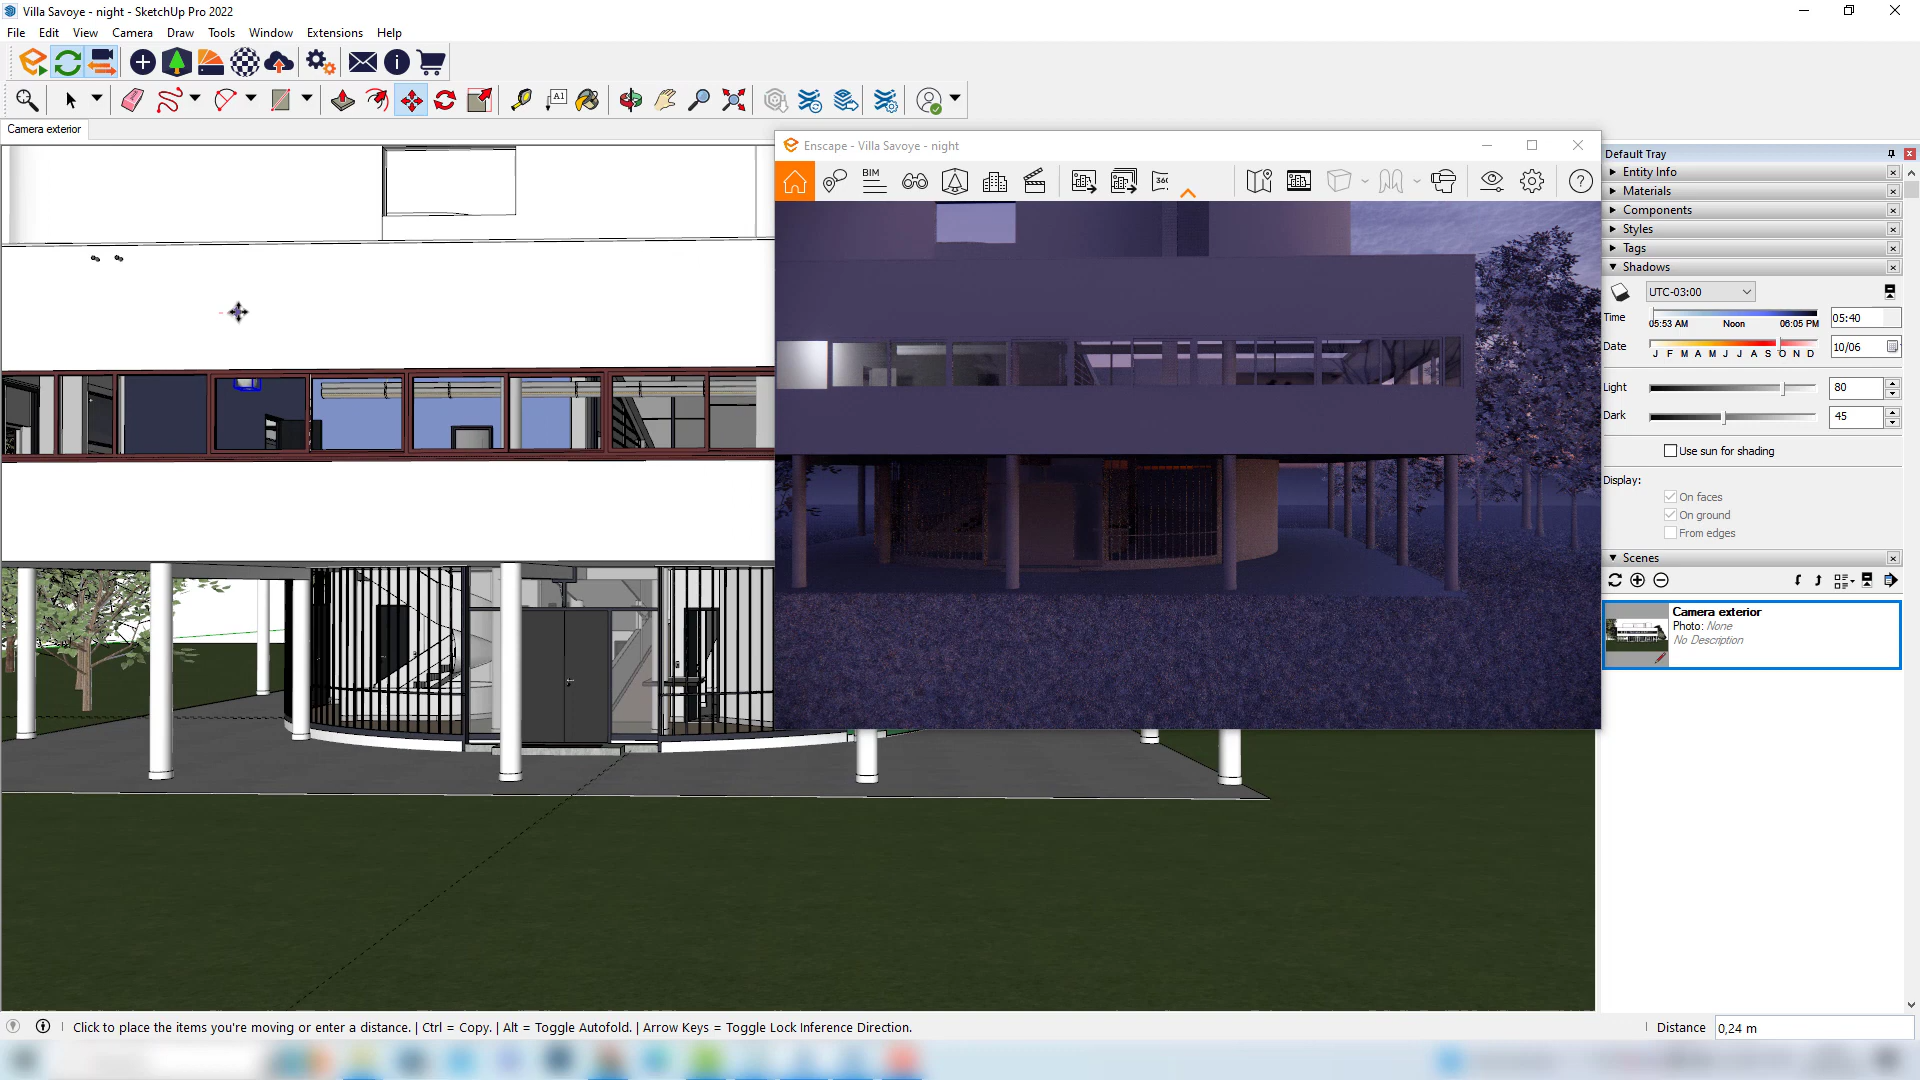 Villa Savoye - night - SketchUp Pro 2022
File Edit View Camera Draw Tools Window Extensions Help
A1
Camera exterior
Enscape - Villa Savoye - night
BIM
360
?
Default Tray
Entity Info
Materials
Components
Styles
Tags
Shadows
UTC-03:00
Time
05:53 AM Noon 06:05 PM
05:40
Date
J F M A M J J A S O N D
10/06
Light
80
Dark
45
Use sun for shading
Display:
On faces
On ground
From edges
Scenes
Camera exterior
Photo: None
No Description
Click to place the items you're moving or enter a distance. | Ctrl = Copy. | Alt = Toggle Autofold. | Arrow Keys = Toggle Lock Inference Direction.
Distance 0,24 m